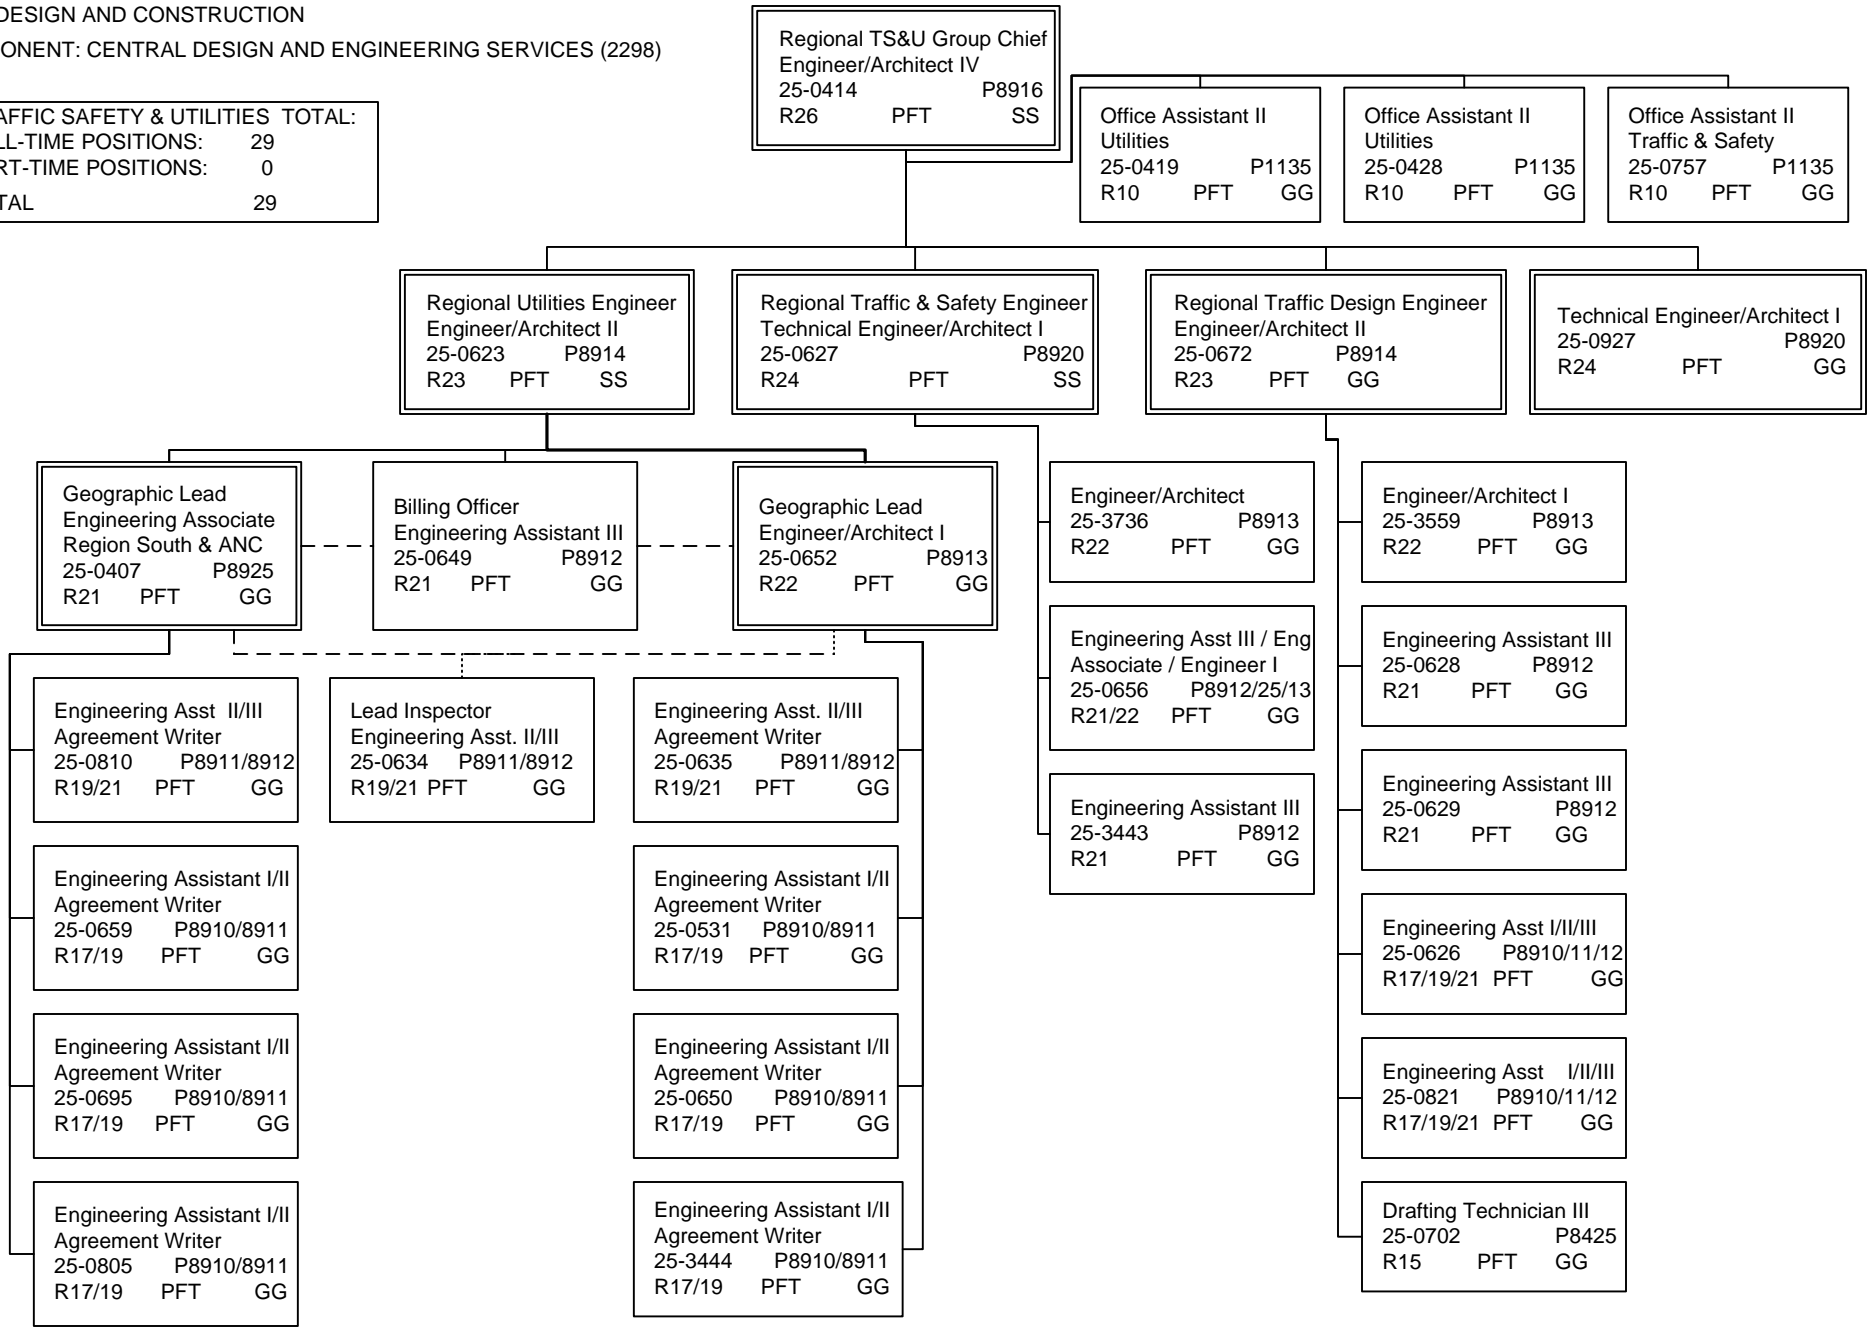 DESIGN AND CONSTRUCTION
ONENT: CENTRAL DESIGN AND ENGINEERING SERVICES (2298)
AFFIC SAFETY & UTILITIES TOTAL:
LL-TIME POSITIONS: 29
RT-TIME POSITIONS: 0
TAL 29
Regional TS&U Group Chief
Engineer/Architect IV
25-0414 P8916
R26 PFT SS
Office Assistant II
Utilities
25-0419 P1135
R10 PFT GG
Office Assistant II
Utilities
25-0428 P1135
R10 PFT GG
Office Assistant II
Traffic & Safety
25-0757 P1135
R10 PFT GG
Regional Utilities Engineer
Engineer/Architect II
25-0623 P8914
R23 PFT SS
Regional Traffic & Safety Engineer
Technical Engineer/Architect I
25-0627 P8920
R24 PFT SS
Regional Traffic Design Engineer
Engineer/Architect II
25-0672 P8914
R23 PFT GG
Technical Engineer/Architect I
25-0927 P8920
R24 PFT GG
Geographic Lead
Engineering Associate
Region South & ANC
25-0407 P8925
R21 PFT GG
Billing Officer
Engineering Assistant III
25-0649 P8912
R21 PFT GG
Geographic Lead
Engineer/Architect I
25-0652 P8913
R22 PFT GG
Engineer/Architect
25-3736 P8913
R22 PFT GG
Engineer/Architect I
25-3559 P8913
R22 PFT GG
Engineering Asst III / Eng
Associate / Engineer I
25-0656 P8912/25/13
R21/22 PFT GG
Engineering Assistant III
25-0628 P8912
R21 PFT GG
Engineering Asst II/III
Agreement Writer
25-0810 P8911/8912
R19/21 PFT GG
Lead Inspector
Engineering Asst. II/III
25-0634 P8911/8912
R19/21 PFT GG
Engineering Asst. II/III
Agreement Writer
25-0635 P8911/8912
R19/21 PFT GG
Engineering Assistant III
25-3443 P8912
R21 PFT GG
Engineering Assistant III
25-0629 P8912
R21 PFT GG
Engineering Assistant I/II
Agreement Writer
25-0659 P8910/8911
R17/19 PFT GG
Engineering Assistant I/II
Agreement Writer
25-0531 P8910/8911
R17/19 PFT GG
Engineering Asst I/II/III
25-0626 P8910/11/12
R17/19/21 PFT GG
Engineering Assistant I/II
Agreement Writer
25-0695 P8910/8911
R17/19 PFT GG
Engineering Assistant I/II
Agreement Writer
25-0650 P8910/8911
R17/19 PFT GG
Engineering Asst I/II/III
25-0821 P8910/11/12
R17/19/21 PFT GG
Engineering Assistant I/II
Agreement Writer
25-0805 P8910/8911
R17/19 PFT GG
Engineering Assistant I/II
Agreement Writer
25-3444 P8910/8911
R17/19 PFT GG
Drafting Technician III
25-0702 P8425
R15 PFT GG